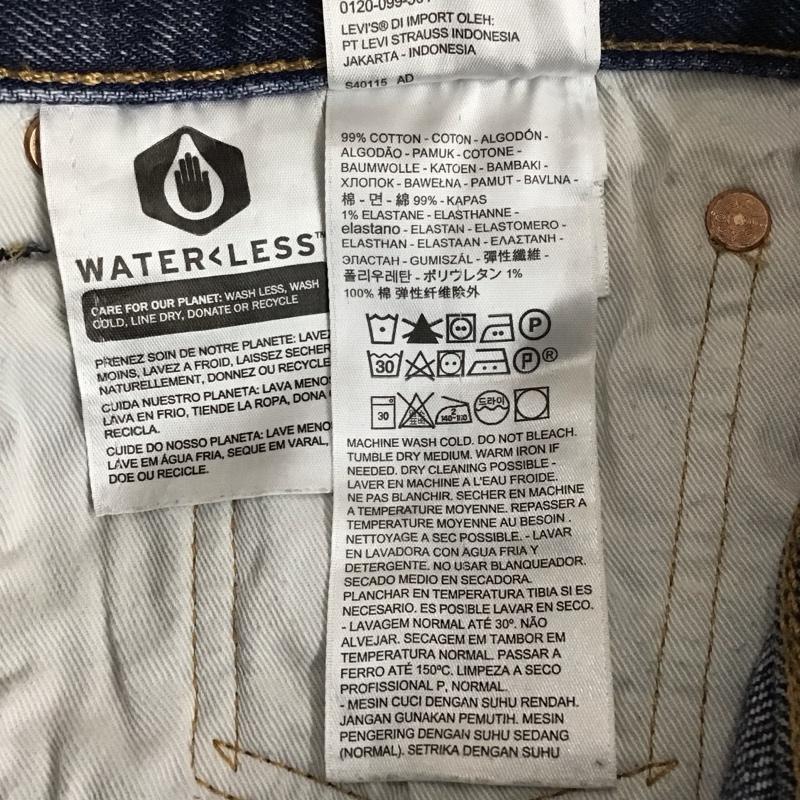 LEVI'S® DI IMPORT OLEH:
PT LEVI STRAUSS INDONESIA
JAKARTA - INDONESIA
S40115 AD
WATER<LESS™
CARE FOR OUR PLANET: WASH LESS, WASH
COLD, LINE DRY, DONATE OR RECYCLE
PRENEZ SOIN DE NOTRE PLANETE: LAVEZ
MOINS, LAVEZ A FROID, LAISSEZ SECHER
NATURELLEMENT, DONNEZ OU RECYCLEZ
CUIDA NUESTRO PLANETA: LAVA MENOS
LAVA EN FRIO, TIENDE LA ROPA, DONA
RECICLA.
CUIDE DO NOSSO PLANETA: LAVE MENOS
LAVE EM ÁGUA FRIA, SEQUE EM VARAL,
DOE OU RECICLE.
99% COTTON - COTON - ALGODÓN -
ALGODÃO - PAMUK - COTONE -
BAUMWOLLE - KATOEN - BAMBAKI -
ХЛОПОК - BAWEŁNA - PAMUT - BAVLNA -
棉 - 면 - 綿 99% - KAPAS
1% ELASTANE - ELASTHANNE -
elastano - ELASTAN - ELASTOMERO -
ELASTHAN - ELASTAAN - ΕΛΑΣΤΑΝΗ -
ЭЛАСТАН - GUMISZÁL - 彈性纖維 -
폴리우레탄 - ポリウレタン 1%
100% 棉 弹性纤维除外
P
30 P®
30 2 드라이
MACHINE WASH COLD. DO NOT BLEACH.
TUMBLE DRY MEDIUM. WARM IRON IF
NEEDED. DRY CLEANING POSSIBLE -
LAVER EN MACHINE A L'EAU FROIDE.
NE PAS BLANCHIR. SECHER EN MACHINE
A TEMPERATURE MOYENNE. REPASSER A
TEMPERATURE MOYENNE AU BESOIN .
NETTOYAGE A SEC POSSIBLE. - LAVAR
EN LAVADORA CON AGUA FRIA Y
DETERGENTE. NO USAR BLANQUEADOR.
SECADO MEDIO EN SECADORA.
PLANCHAR EN TEMPERATURA TIBIA SI ES
NECESARIO. ES POSIBLE LAVAR EN SECO.
- LAVAGEM NORMAL ATÉ 30º. NÃO
ALVEJAR. SECAGEM EM TAMBOR EM
TEMPERATURA NORMAL. PASSAR A
FERRO ATÉ 150ºC. LIMPEZA A SECO
PROFISSIONAL P, NORMAL.
- MESIN CUCI DENGAN SUHU RENDAH.
JANGAN GUNAKAN PEMUTIH. MESIN
PENGERING DENGAN SUHU SEDANG
(NORMAL). SETRIKA DENGAN SUHU